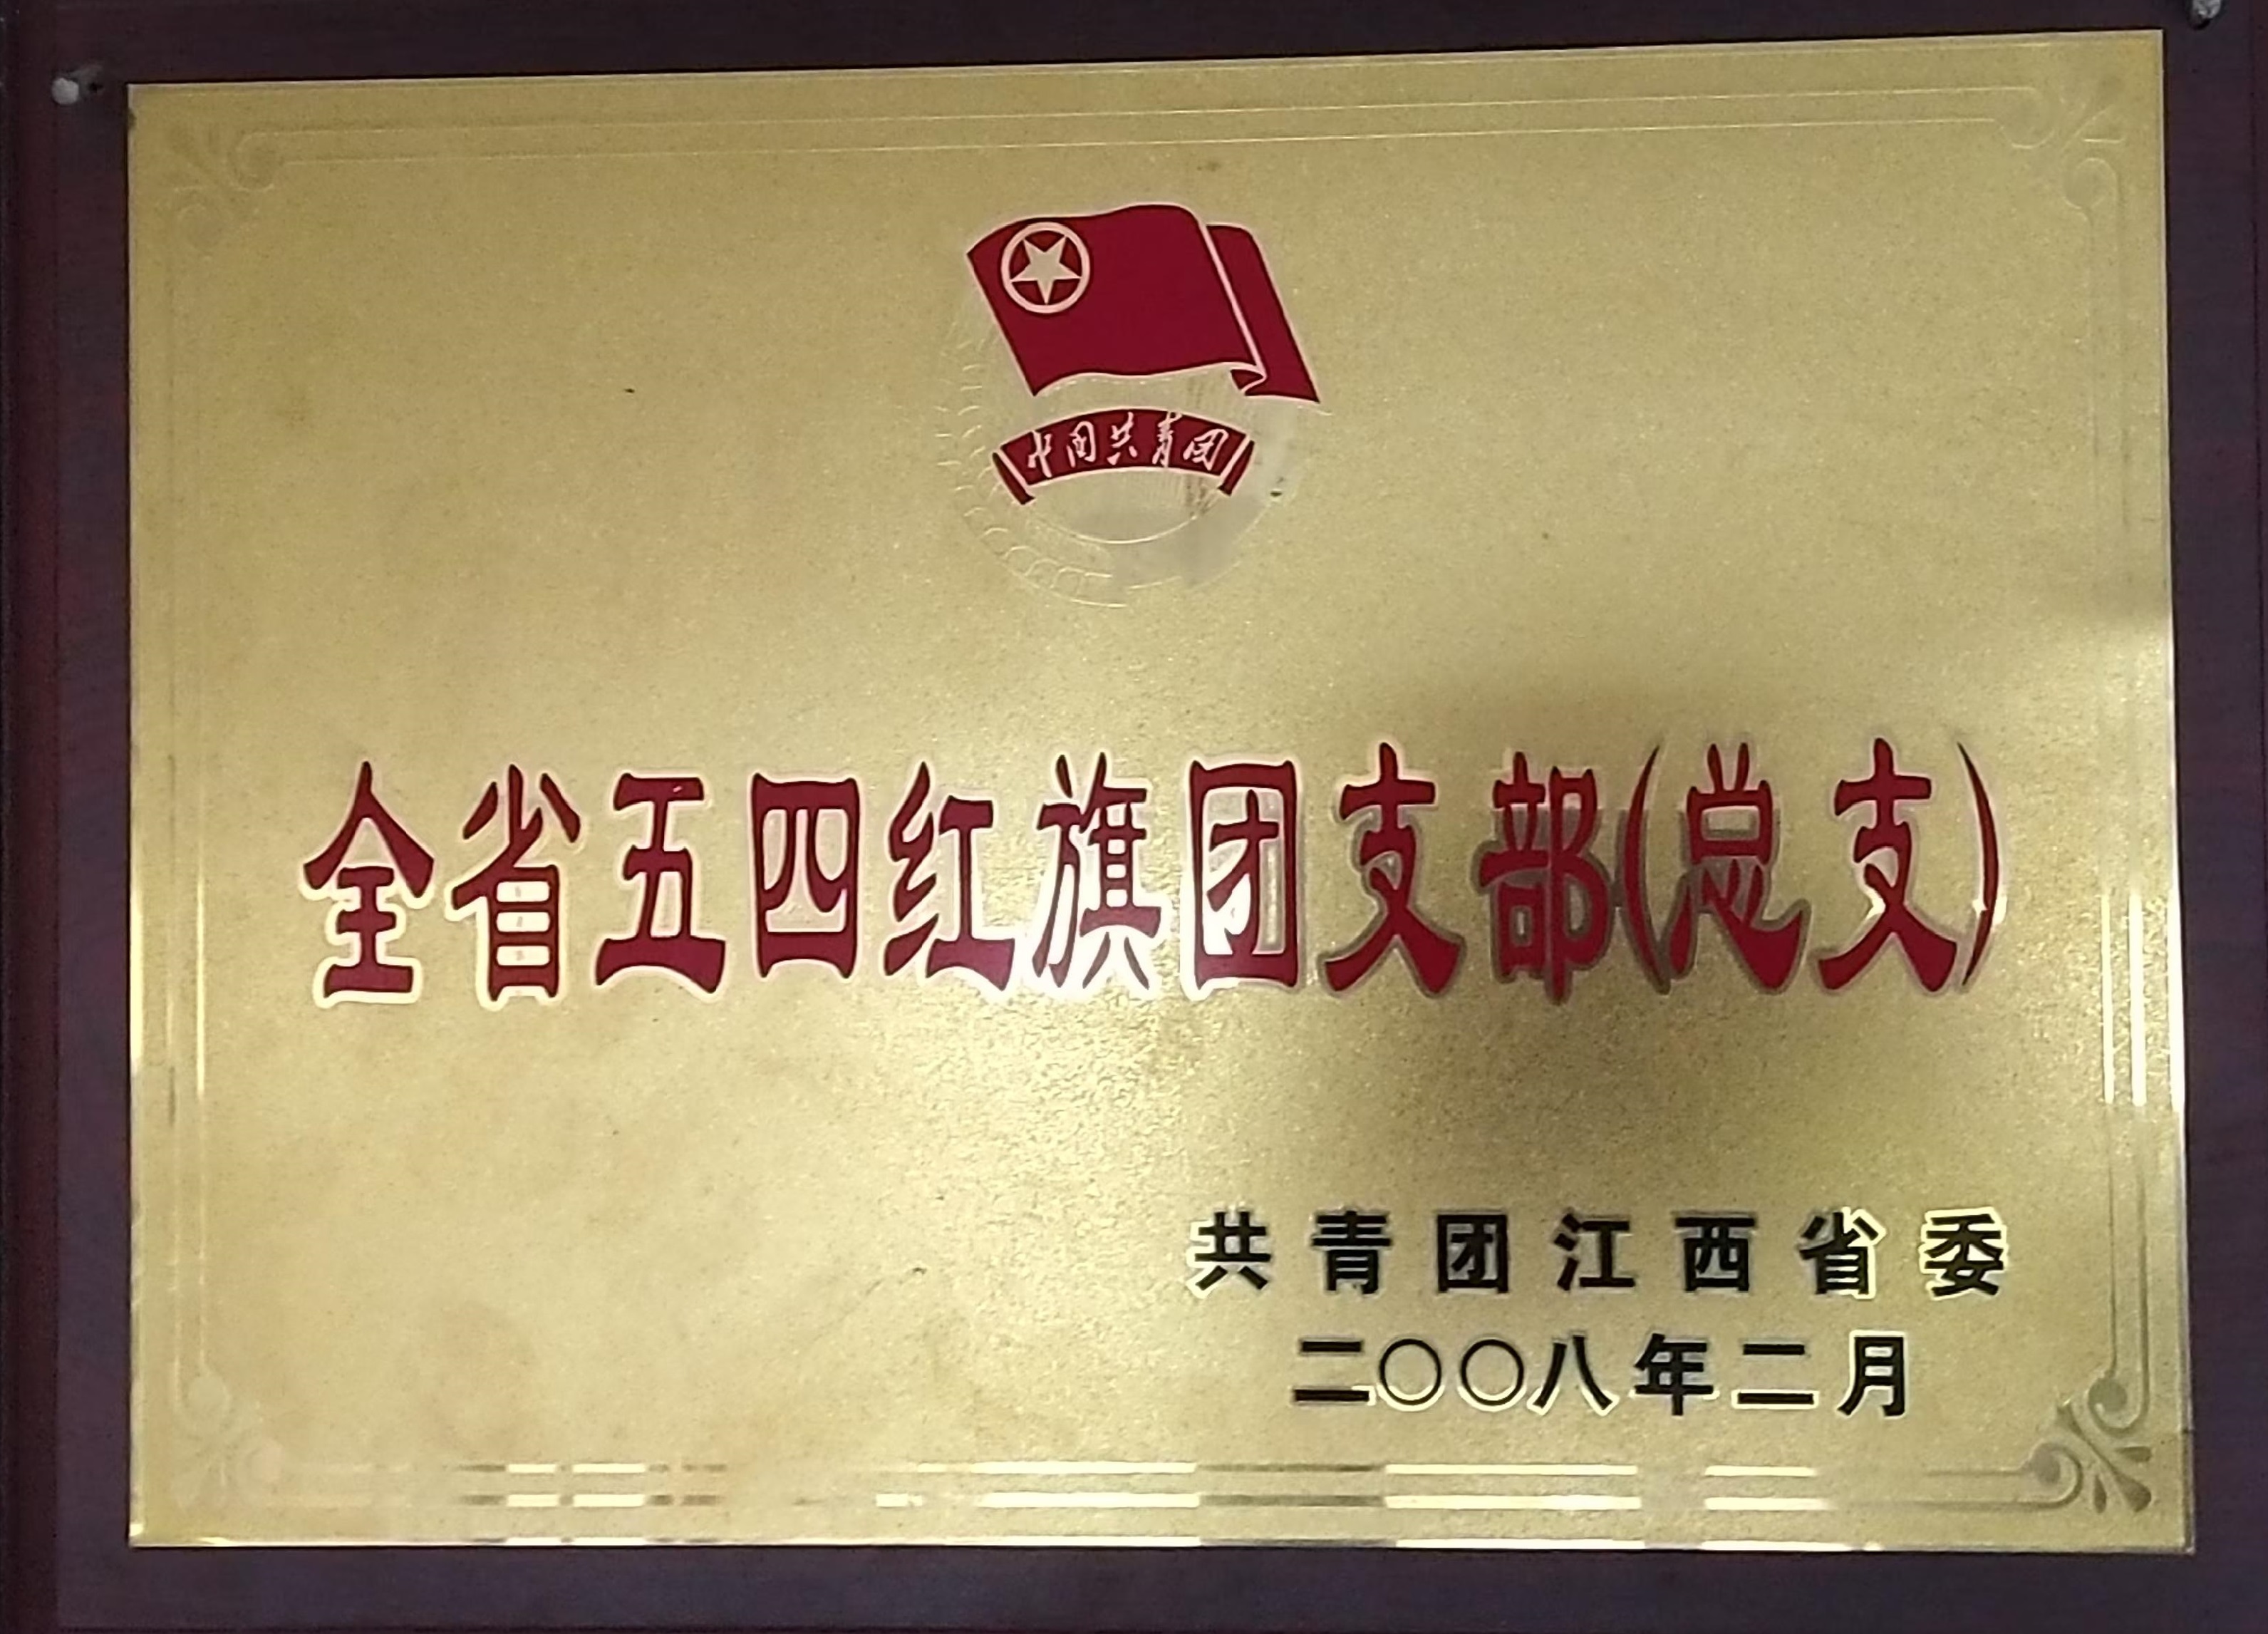 中国共青团
全省五四红旗团支部(总支)
共青团江西省委
二〇〇八年二月